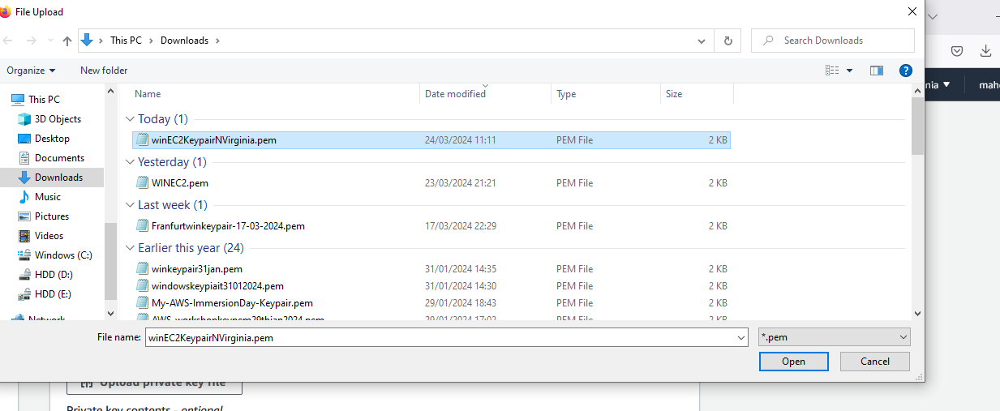 File Upload
This PC > Downloads >
Search Downloads
Organize
New folder
?
nia
mah
Name
Date modified
Type
Size
This PC
3D Objects
Desktop
Documents
Downloads
Music
Pictures
Videos
Windows (C:)
HDD (D:)
HDD (E:)
Network
Today (1)
winEC2KeypairNVirginia.pem 24/03/2024 11:11 PEM File 2 KB
Yesterday (1)
WINEC2.pem 23/03/2024 21:21 PEM File 2 KB
Last week (1)
Franfurtwinkeypair-17-03-2024.pem 17/03/2024 22:29 PEM File 2 KB
Earlier this year (24)
winkeypair31jan.pem 31/01/2024 14:35 PEM File 2 KB
windowskeypiait31012024.pem 31/01/2024 14:30 PEM File 2 KB
My-AWS-ImmersionDay-Keypair.pem 29/01/2024 18:43 PEM File 2 KB
AWS-workshopkeypem29thjan2024.pem 29/01/2024 17:02 PEM File 2 KB
File name: winEC2KeypairNVirginia.pem
*.pem
Open
Cancel
Upload private key file
Private key contents - optional